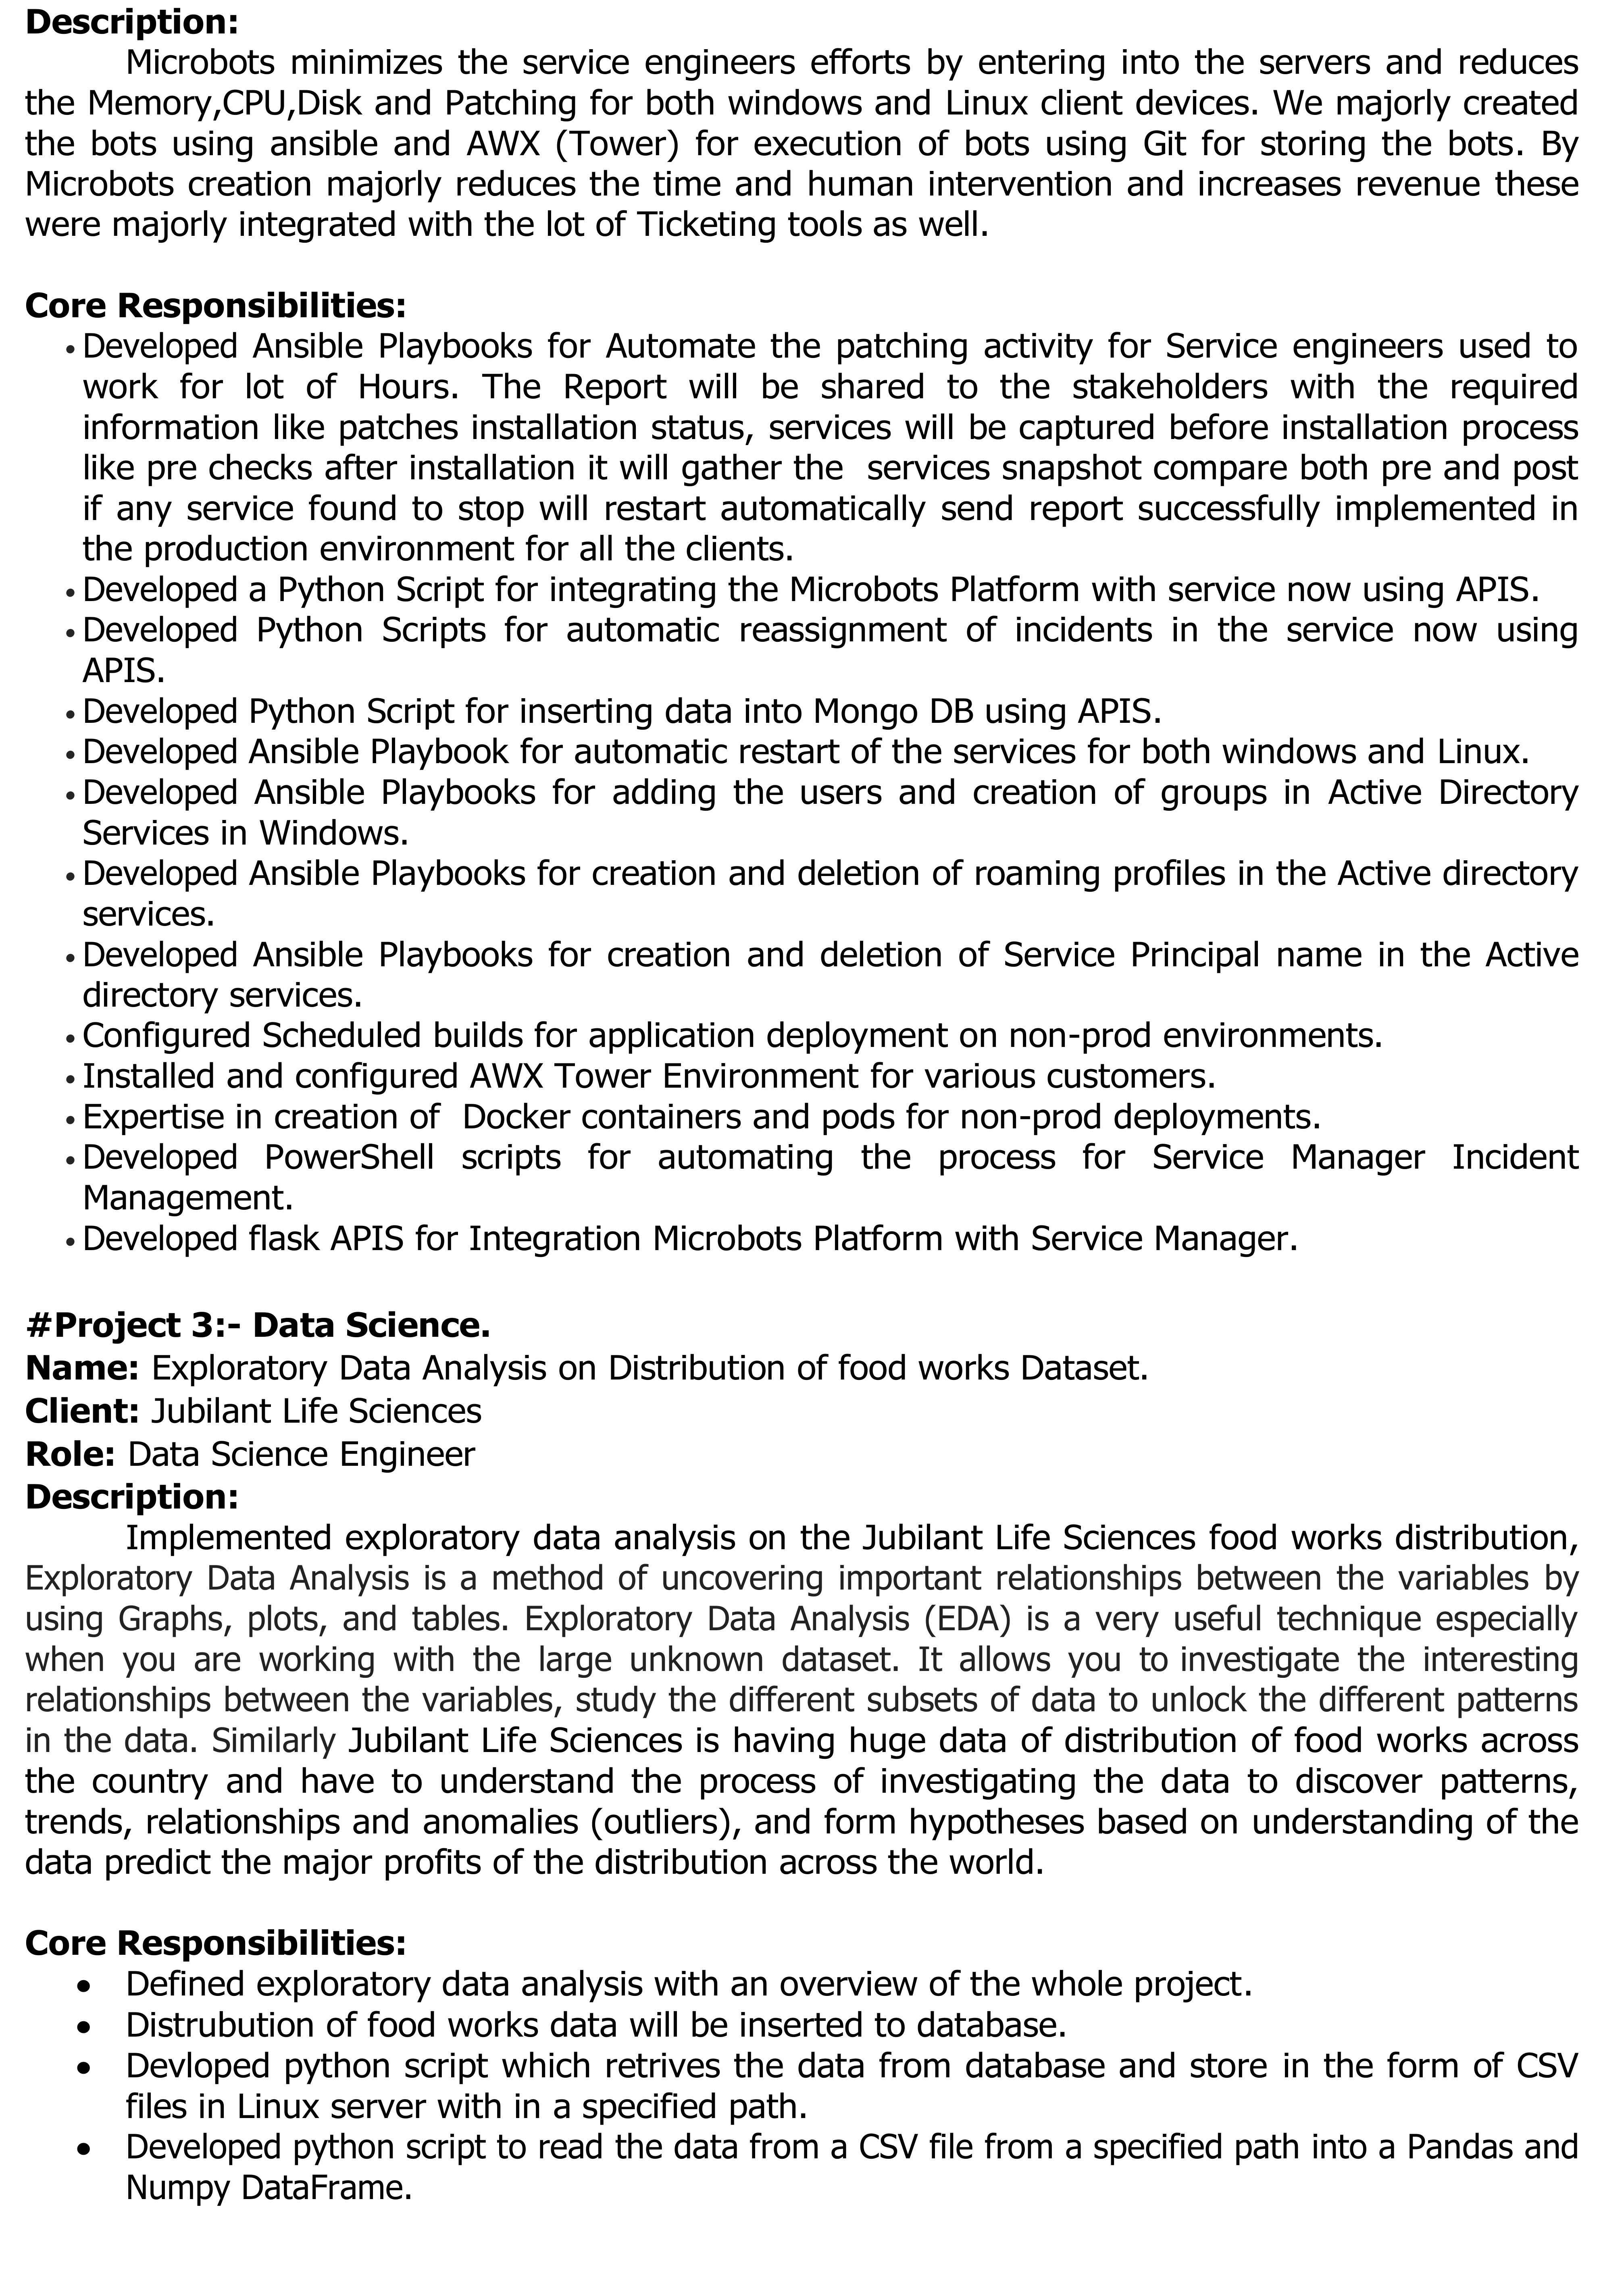 Description:
Microbots minimizes the service engineers efforts by entering into the servers and reduces
the Memory,CPU,Disk and Patching for both windows and Linux client devices. We majorly created
the bots using ansible and AWX (Tower) for execution of bots using Git for storing the bots. By
Microbots creation majorly reduces the time and human intervention and increases revenue these
were majorly integrated with the lot of Ticketing tools as well.
Core Responsibilities:
• Developed Ansible Playbooks for Automate the patching activity for Service engineers used to
work for lot of Hours. The Report will be shared to the stakeholders with the required
information like patches installation status, services will be captured before installation process
like pre checks after installation it will gather the  services snapshot compare both pre and post
if any service found to stop will restart automatically send report successfully implemented in
the production environment for all the clients.
• Developed a Python Script for integrating the Microbots Platform with service now using APIS.
• Developed Python Scripts for automatic reassignment of incidents in the service now using
APIS.
• Developed Python Script for inserting data into Mongo DB using APIS.
• Developed Ansible Playbook for automatic restart of the services for both windows and Linux.
• Developed Ansible Playbooks for adding the users and creation of groups in Active Directory
Services in Windows.
• Developed Ansible Playbooks for creation and deletion of roaming profiles in the Active directory
services.
• Developed Ansible Playbooks for creation and deletion of Service Principal name in the Active
directory services.
• Configured Scheduled builds for application deployment on non-prod environments.
• Installed and configured AWX Tower Environment for various customers.
• Expertise in creation of  Docker containers and pods for non-prod deployments.
• Developed PowerShell scripts for automating the process for Service Manager Incident
Management.
• Developed flask APIS for Integration Microbots Platform with Service Manager.
#Project 3:- Data Science.
Name: Exploratory Data Analysis on Distribution of food works Dataset.
Client: Jubilant Life Sciences
Role: Data Science Engineer
Description:
Implemented exploratory data analysis on the Jubilant Life Sciences food works distribution,
Exploratory Data Analysis is a method of uncovering important relationships between the variables by
using Graphs, plots, and tables. Exploratory Data Analysis (EDA) is a very useful technique especially
when you are working with the large unknown dataset. It allows you to investigate the interesting
relationships between the variables, study the different subsets of data to unlock the different patterns
in the data. Similarly Jubilant Life Sciences is having huge data of distribution of food works across
the country and have to understand the process of investigating the data to discover patterns,
trends, relationships and anomalies (outliers), and form hypotheses based on understanding of the
data predict the major profits of the distribution across the world.
Core Responsibilities:
• Defined exploratory data analysis with an overview of the whole project.
• Distrubution of food works data will be inserted to database.
• Devloped python script which retrives the data from database and store in the form of CSV
files in Linux server with in a specified path.
• Developed python script to read the data from a CSV file from a specified path into a Pandas and
Numpy DataFrame.